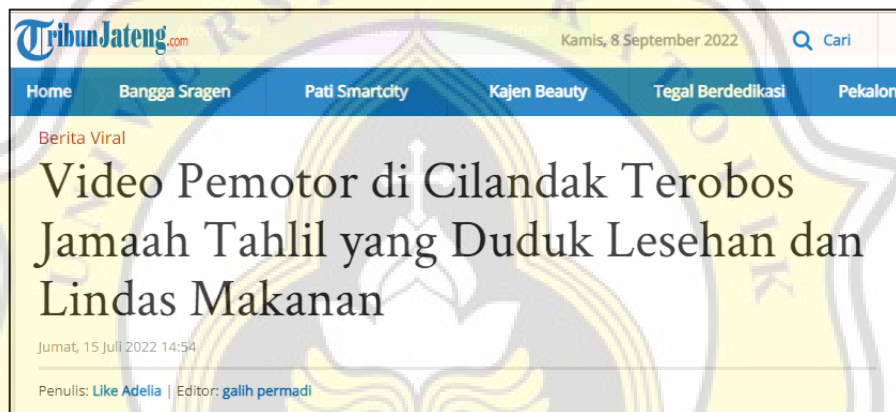 TribunJateng.com
Kamis, 8 September 2022
Cari
Home Bangga Sragen Pati Smartcity Kajen Beauty Tegal Berdedikasi Pekalon
Berita Viral
Video Pemotor di Cilandak Terobos
Jamaah Tahlil yang Duduk Lesehan dan
Lindas Makanan
Jumat, 15 Juli 2022 14:54
Penulis: Like Adelia | Editor: galih permadi